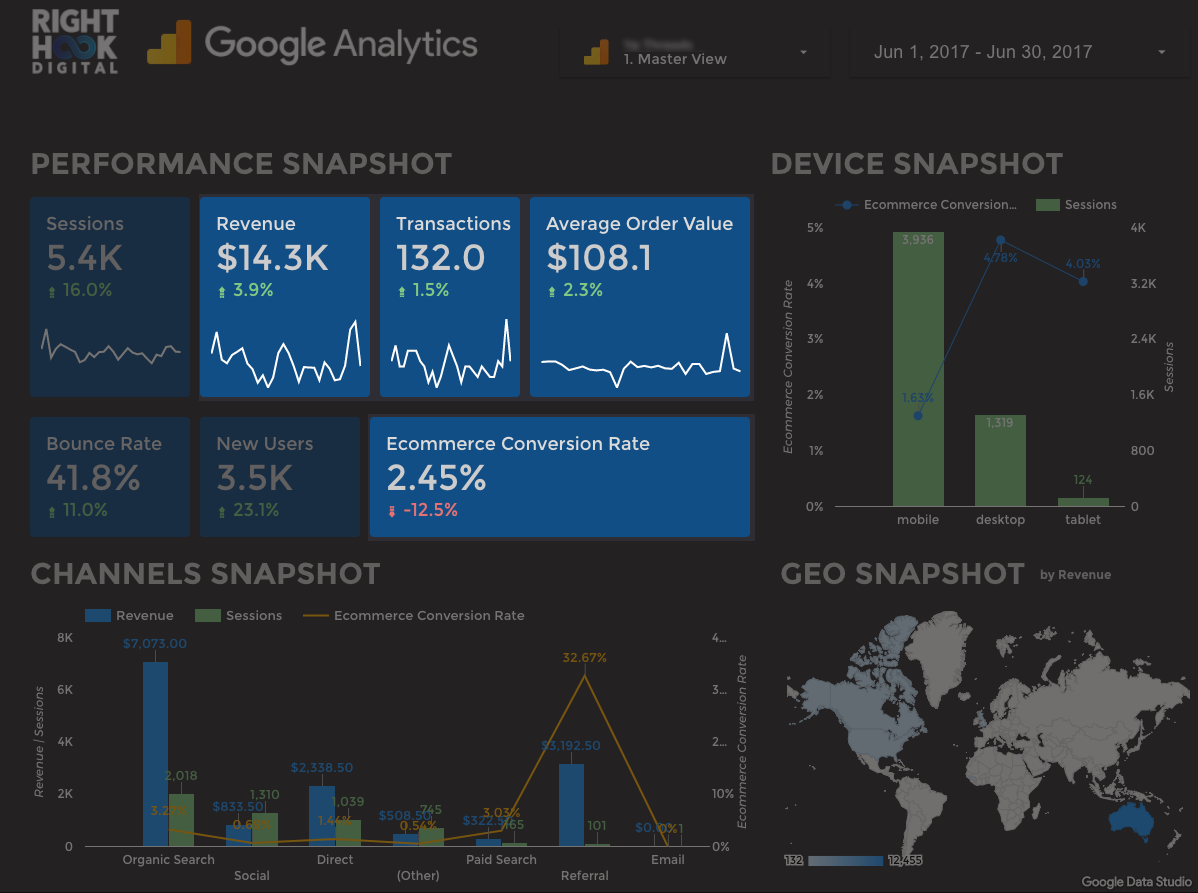 RIGHT
HOOK
DIGITAL
Google Analytics
1. Master View
Jun 1, 2017 - Jun 30, 2017
PERFORMANCE SNAPSHOT
Sessions
5.4K
16.0%
Revenue
$14.3K
3.9%
Transactions
132.0
1.5%
Average Order Value
$108.1
2.3%
Bounce Rate
41.8%
11.0%
New Users
3.5K
23.1%
Ecommerce Conversion Rate
2.45%
-12.5%
DEVICE SNAPSHOT
Ecommerce Conversion... Sessions
5% 4K
4% 3.2K
3% 2.4K
2% 1.6K
1% 800
0% 0
Ecommerce Conversion Rate
Sessions
3,936
4.78%
4.03%
1.63%
1,319
124
mobile desktop tablet
CHANNELS SNAPSHOT
Revenue Sessions Ecommerce Conversion Rate
8K 4...
6K 3...
4K 2...
2K 10%
0 0%
Revenue | Sessions
Ecommerce Conversion Rate
$7,073.00
32.67%
$3,192.50
$2,338.50
2,018
1,310
1,039
$833.50
$508.50
745
3.27%
0.69%
1.44%
0.54%
3.03%
465
101
0%
1
Organic Search Direct Paid Search Email
Social (Other) Referral
GEO SNAPSHOT by Revenue
132 12,455
Google Data Studio